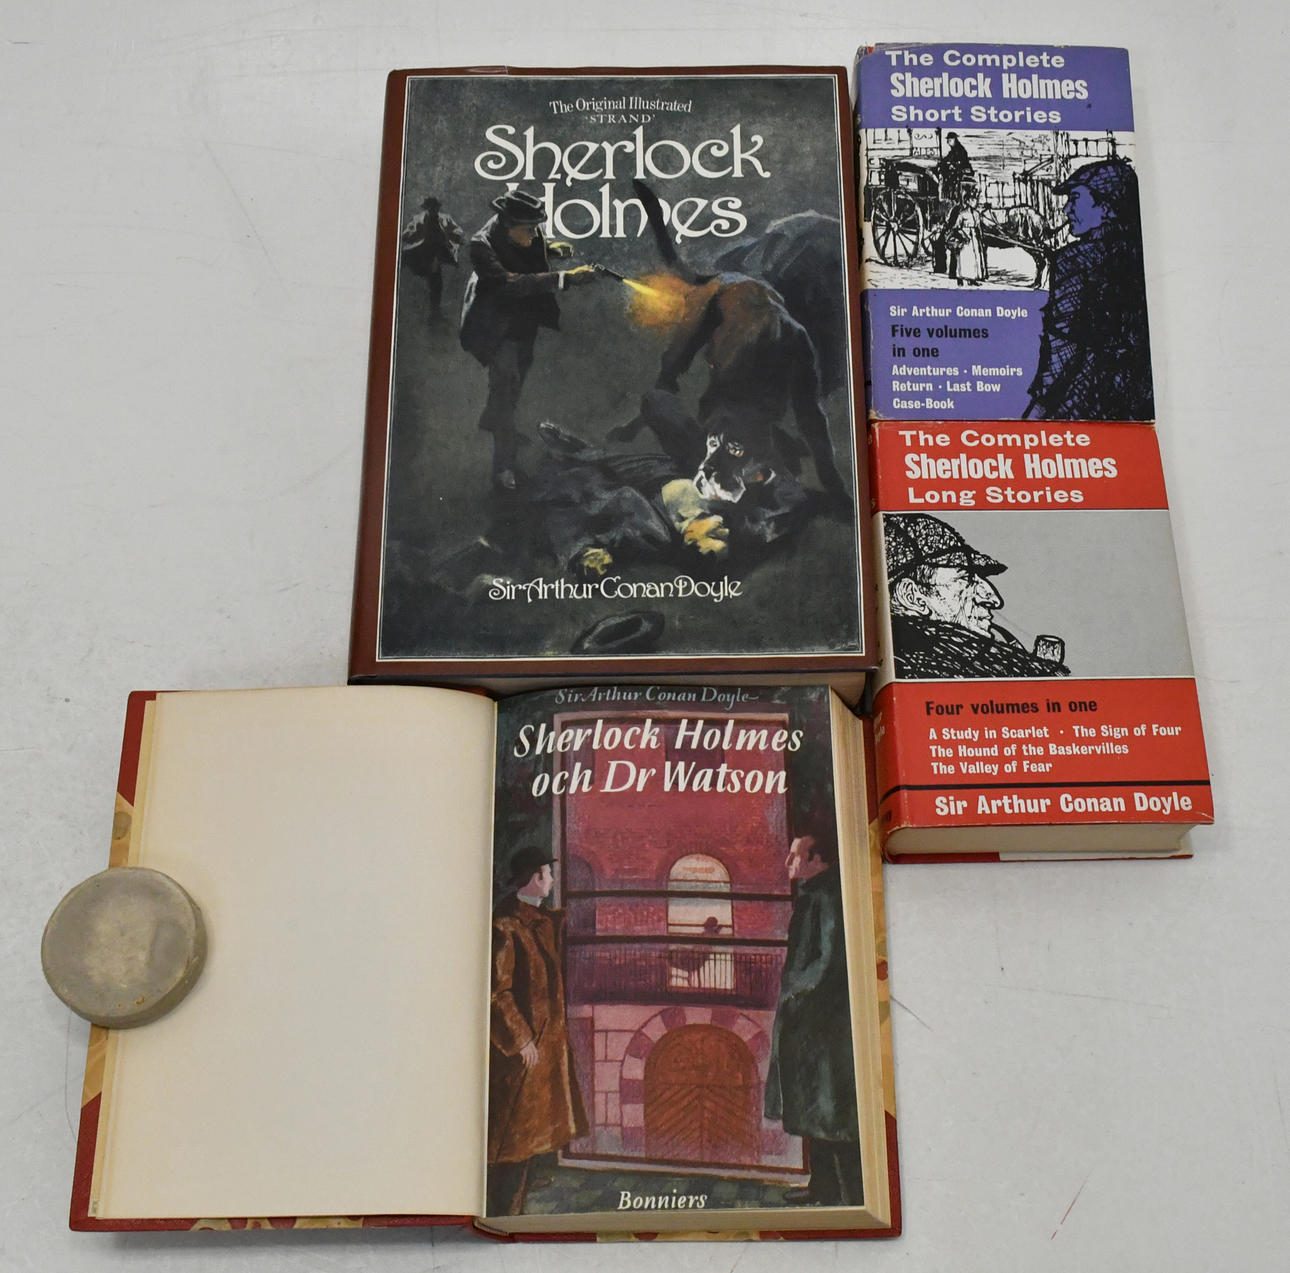 The Original Illustrated
'STRAND'
Sherlock
Holmes
Sir Arthur Conan Doyle
The Complete
Sherlock Holmes
Short Stories
Sir Arthur Conan Doyle
Five volumes
in one
Adventures · Memoirs
Return · Last Bow
Case-Book
The Complete
Sherlock Holmes
Long Stories
Four volumes in one
A Study in Scarlet · The Sign of Four
The Hound of the Baskervilles
The Valley of Fear
Sir Arthur Conan Doyle
Sir Arthur Conan Doyle
Sherlock Holmes
och Dr Watson
Bonniers